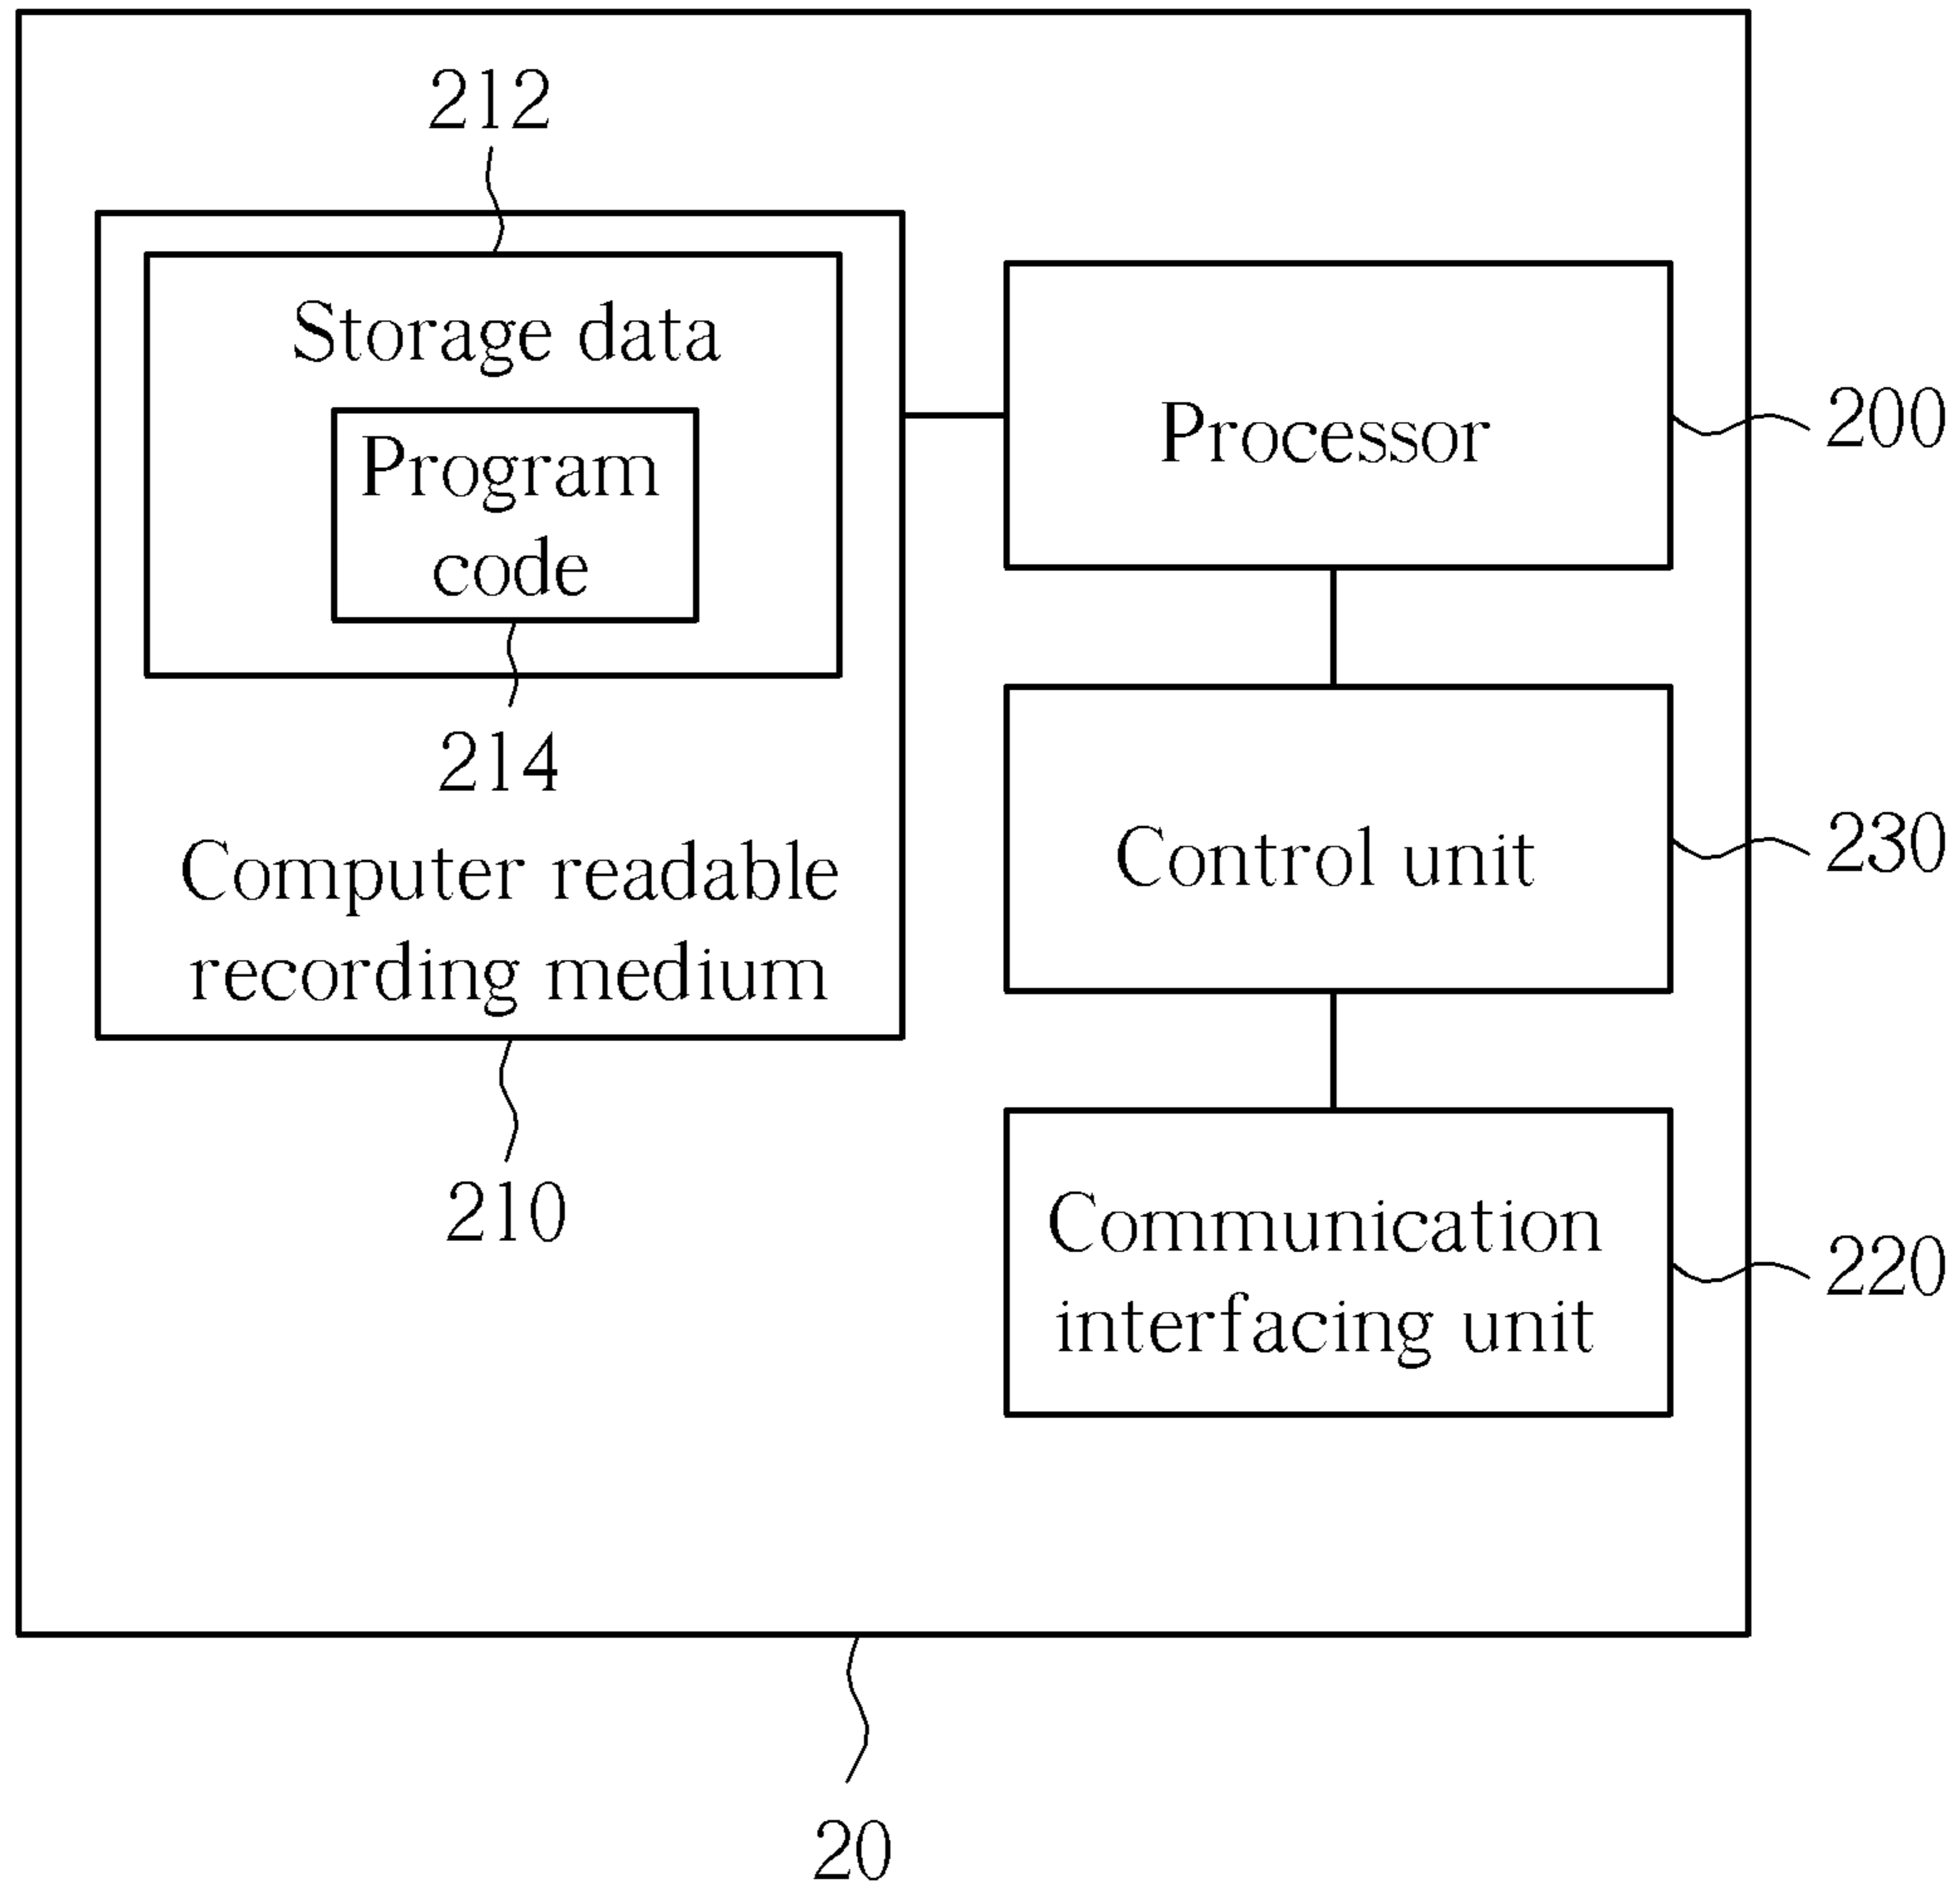 212
Storage data
Program
code
214
Computer readable
recording medium
210
Processor
200
Control unit
230
Communication
interfacing unit
220
20